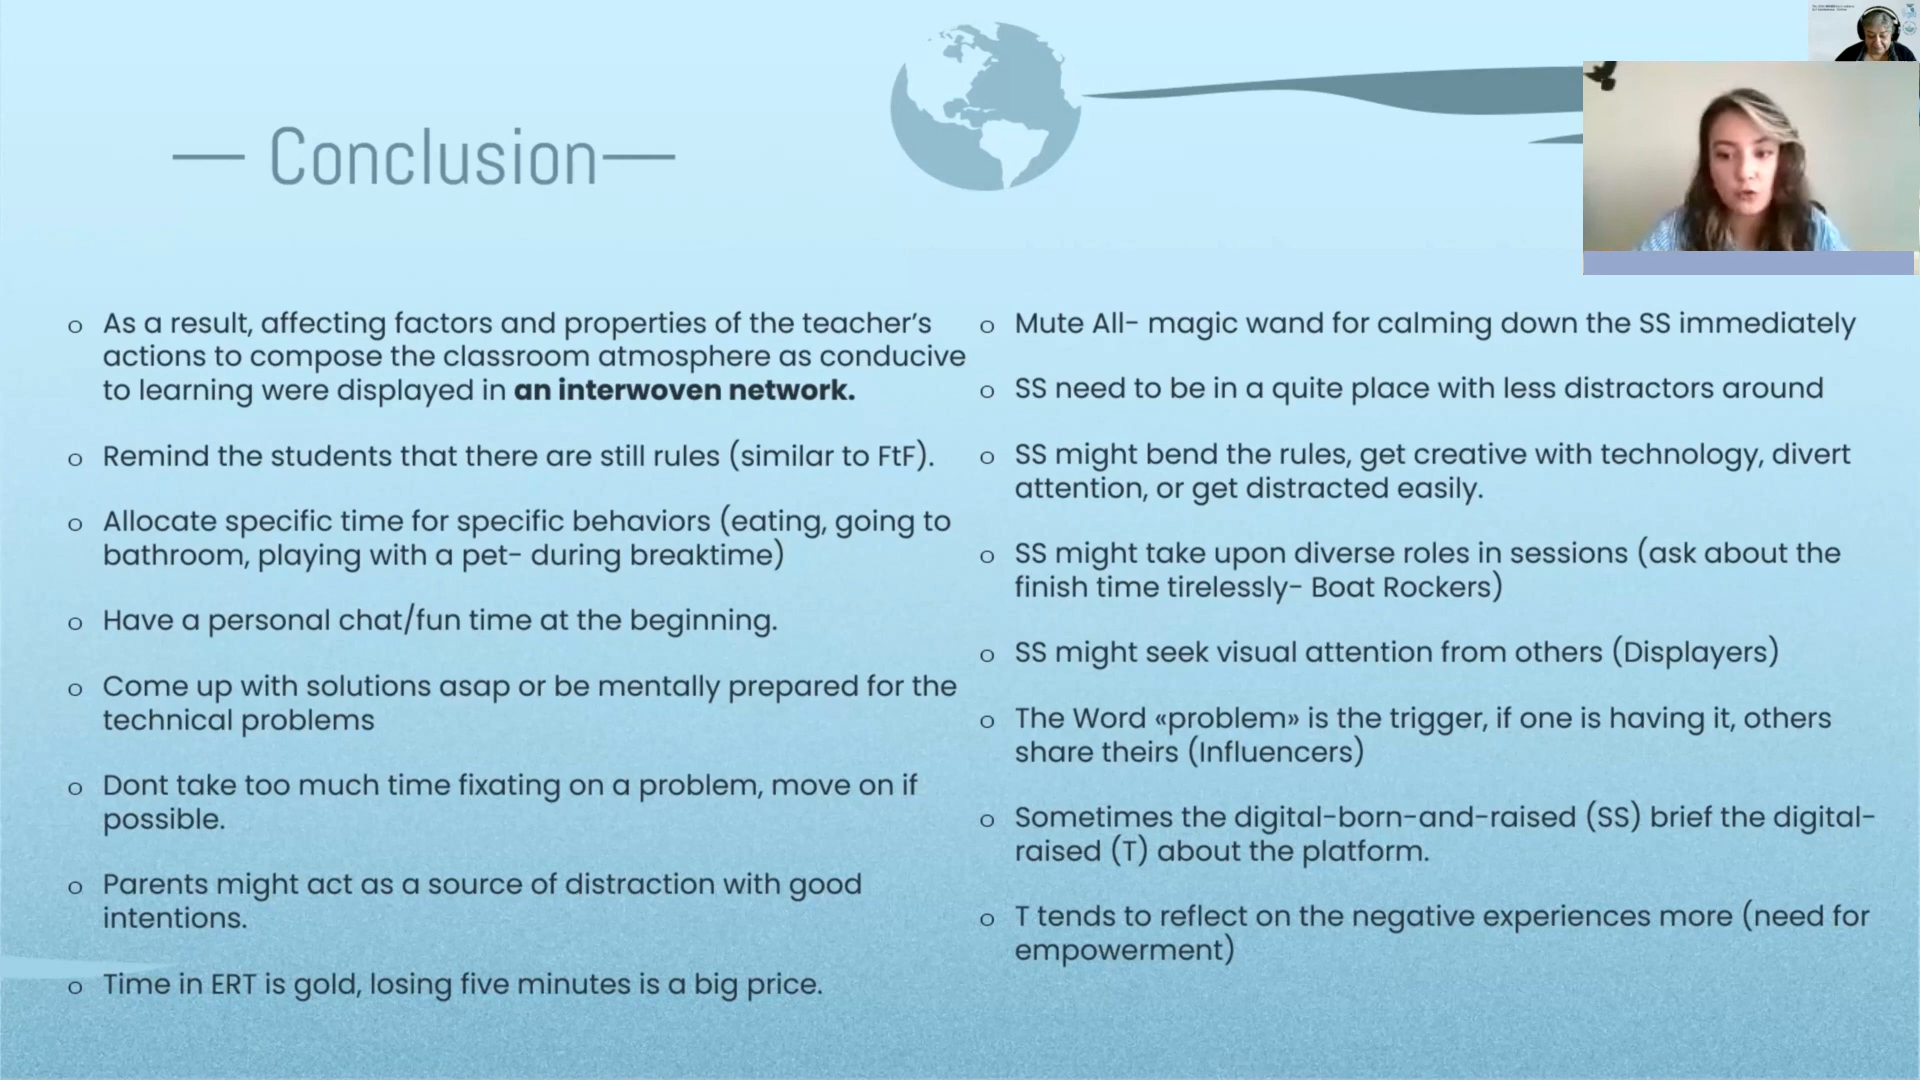 — Conclusion—
o As a result, affecting factors and properties of the teacher's
actions to compose the classroom atmosphere as conducive
to learning were displayed in an interwoven network.
o Remind the students that there are still rules (similar to FtF).
o Allocate specific time for specific behaviors (eating, going to
bathroom, playing with a pet- during breaktime)
o Have a personal chat/fun time at the beginning.
o Come up with solutions asap or be mentally prepared for the
technical problems
o Dont take too much time fixating on a problem, move on if
possible.
o Parents might act as a source of distraction with good
intentions.
o Time in ERT is gold, losing five minutes is a big price.
o Mute All- magic wand for calming down the SS immediately
o SS need to be in a quite place with less distractors around
o SS might bend the rules, get creative with technology, divert
attention, or get distracted easily.
o SS might take upon diverse roles in sessions (ask about the
finish time tirelessly- Boat Rockers)
o SS might seek visual attention from others (Displayers)
o The Word «problem» is the trigger, if one is having it, others
share theirs (Influencers)
o Sometimes the digital-born-and-raised (SS) brief the digital-
raised (T) about the platform.
o T tends to reflect on the negative experiences more (need for
empowerment)